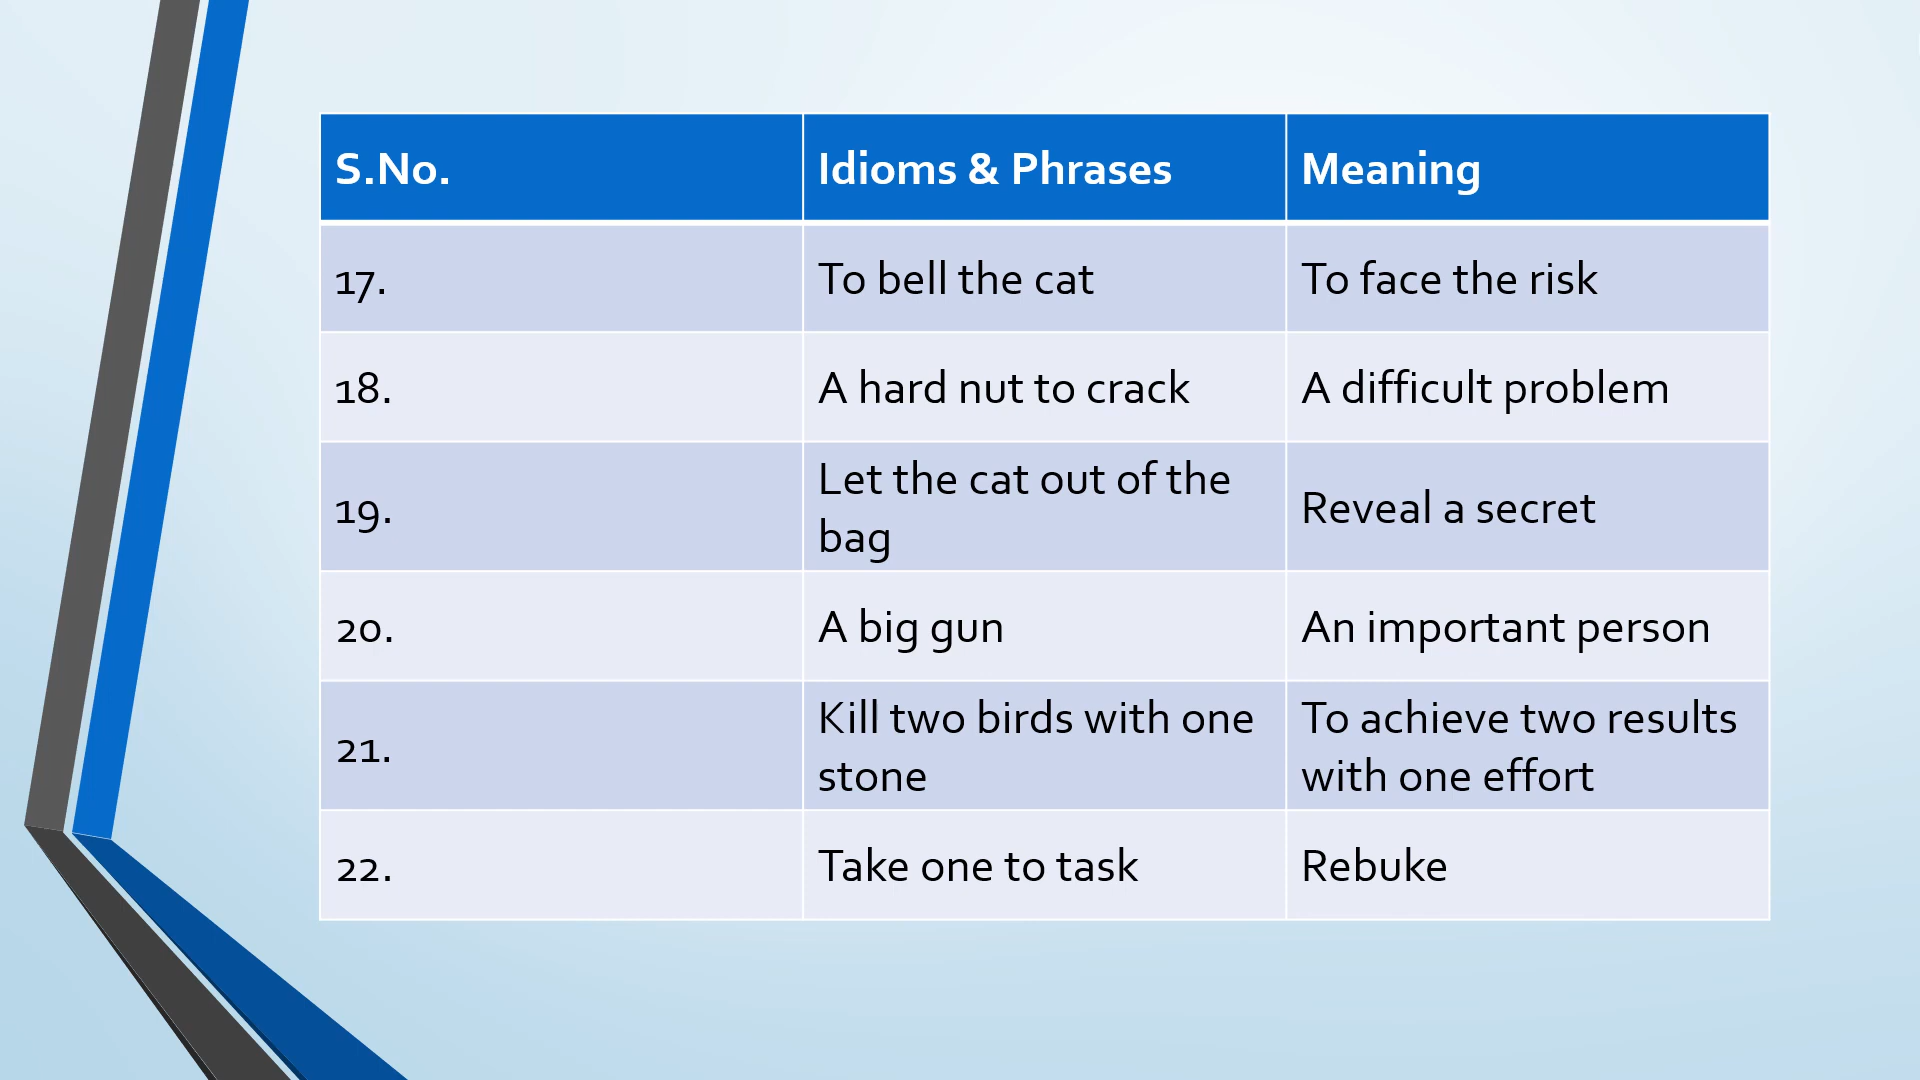 S.No. Idioms & Phrases Meaning
17. To bell the cat To face the risk
18. A hard nut to crack A difficult problem
19. Let the cat out of the
bag Reveal a secret
20. A big gun An important person
21. Kill two birds with one
stone To achieve two results
with one effort
22. Take one to task Rebuke